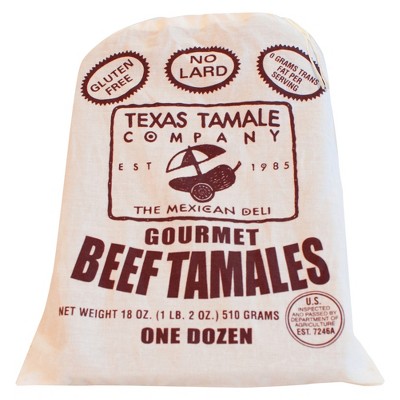 GLUTEN
FREE
NO
LARD
0 GRAMS TRANS
FAT PER
SERVING
TEXAS TAMALE
COMPANY
EST 1985
THE MEXICAN DELI
GOURMET
BEEF TAMALES
NET WEIGHT 18 OZ. (1 LB. 2 OZ.) 510 GRAMS
ONE DOZEN
U.S.
INSPECTED
AND PASSED BY
DEPARTMENT OF
AGRICULTURE
EST. 7246A